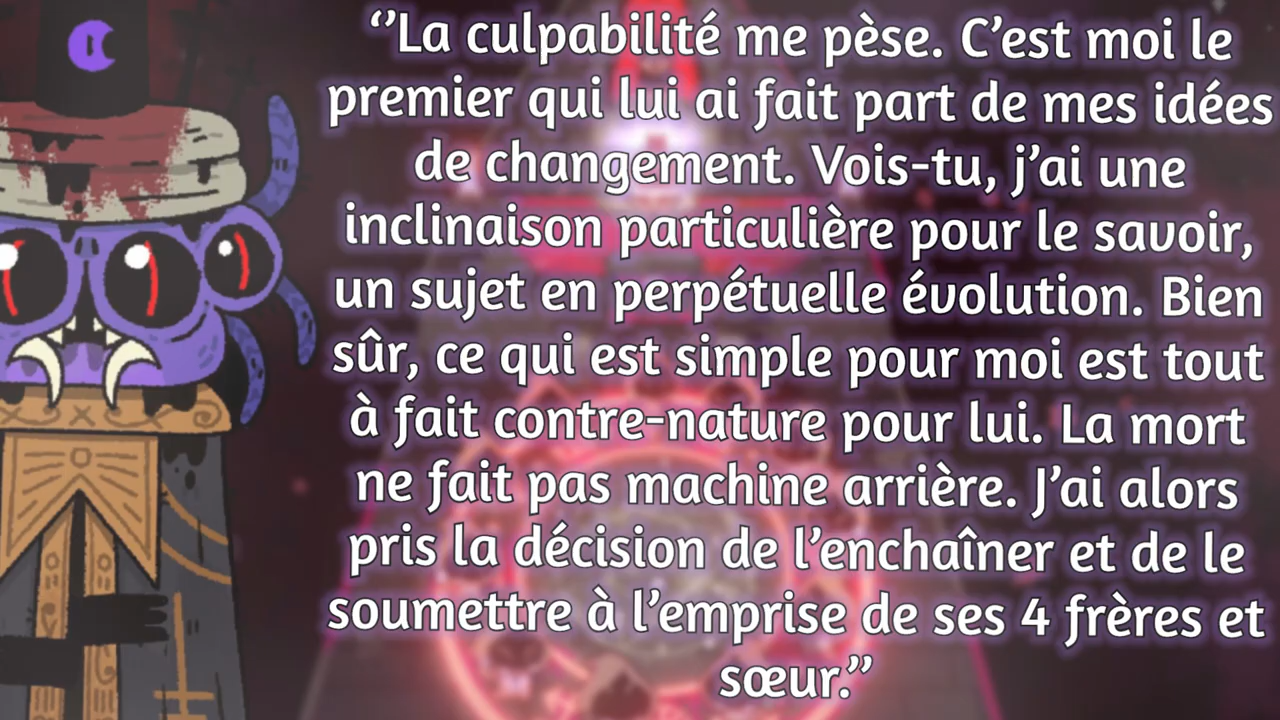 ‘’La culpabilité me pèse. C’est moi le
premier qui lui ai fait part de mes idées
de changement. Vois-tu, j’ai une
inclinaison particulière pour le savoir,
un sujet en perpétuelle évolution. Bien
sûr, ce qui est simple pour moi est tout
à fait contre-nature pour lui. La mort
ne fait pas machine arrière. J’ai alors
pris la décision de l’enchaîner et de le
soumettre à l’emprise de ses 4 frères et
sœur.’’